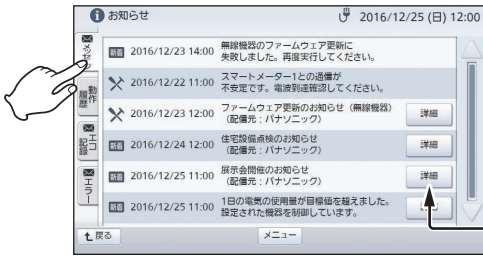 お知らせ
2016/12/25 (日) 12:00
メッセージ
動作
履歴
エコ
記録
エラー
新着 2016/12/23 14:00 無線機器のファームウェア更新に
失敗しました。再度実行してください。
2016/12/22 11:00 スマートメーター1との通信が
不安定です。電波到達確認してください。
2016/12/23 12:00 ファームウェア更新のお知らせ（無線機器）
（配信元：パナソニック） 詳細
新着 2016/12/24 12:00 住宅設備点検のお知らせ
（配信元：パナソニック） 詳細
新着 2016/12/25 11:00 展示会開催のお知らせ
（配信元：パナソニック） 詳細
新着 2016/12/25 11:00 1日の電気の使用量が目標値を超えました。
設定された機器を制御しています。
戻る
メニュー